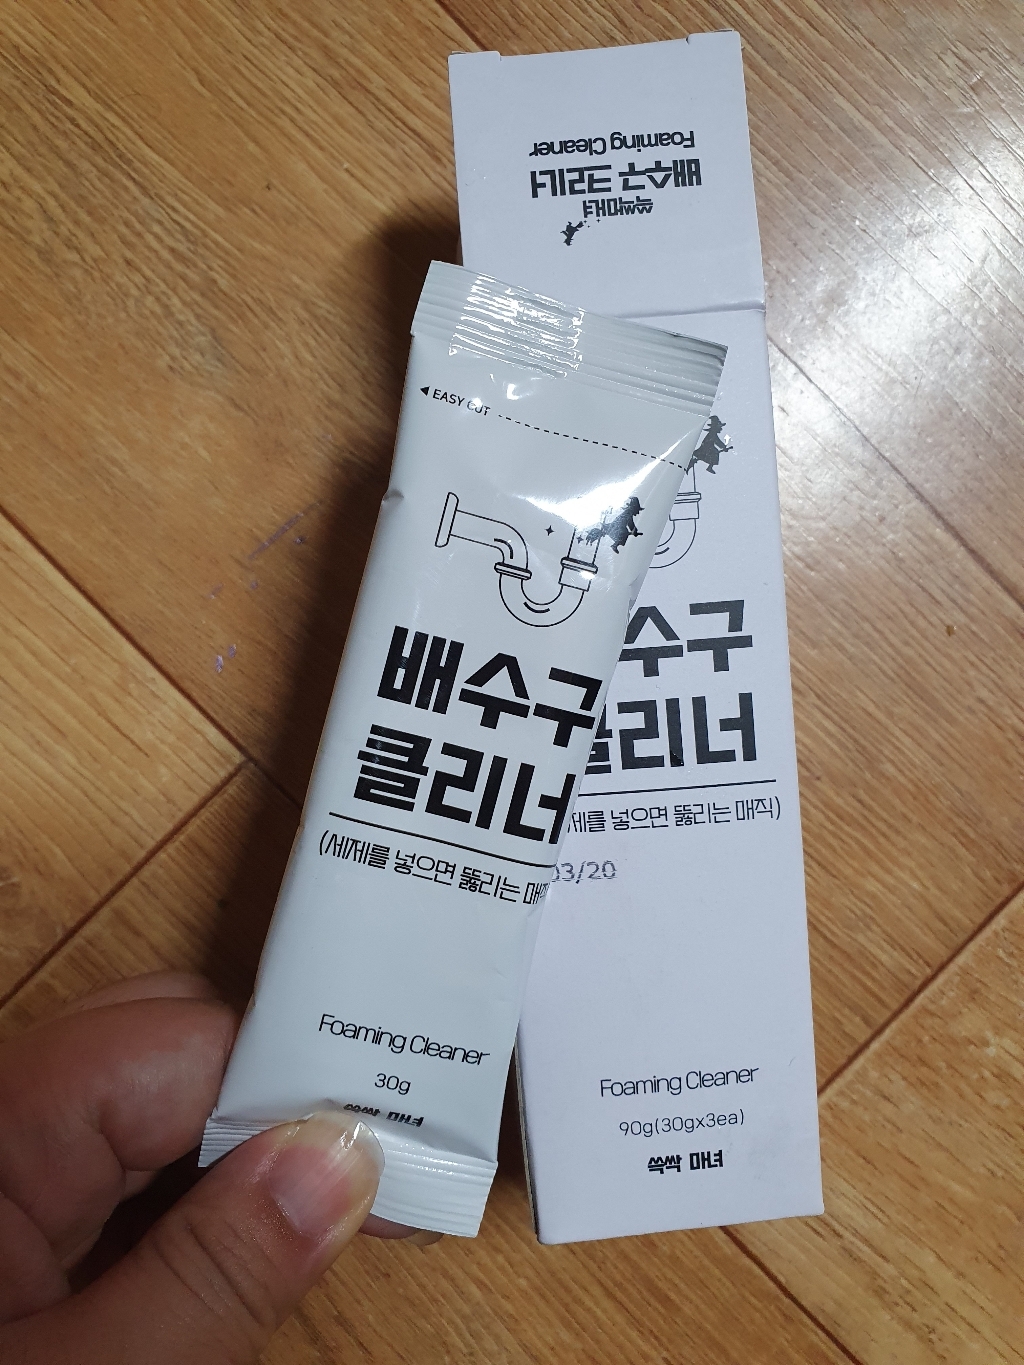 Foaming Cleaner
배수구 크리너
쓱싹마녀
EASY CUT
배수구
클리너
(세제를 넣으면 뚫리는 매직
Foaming Cleaner
30g
쓱싹 마녀
수구
클리너
세제를 넣으면 뚫리는 매직)
03/20
Foaming Cleaner
90g(30gx3ea)
쓱싹 마녀